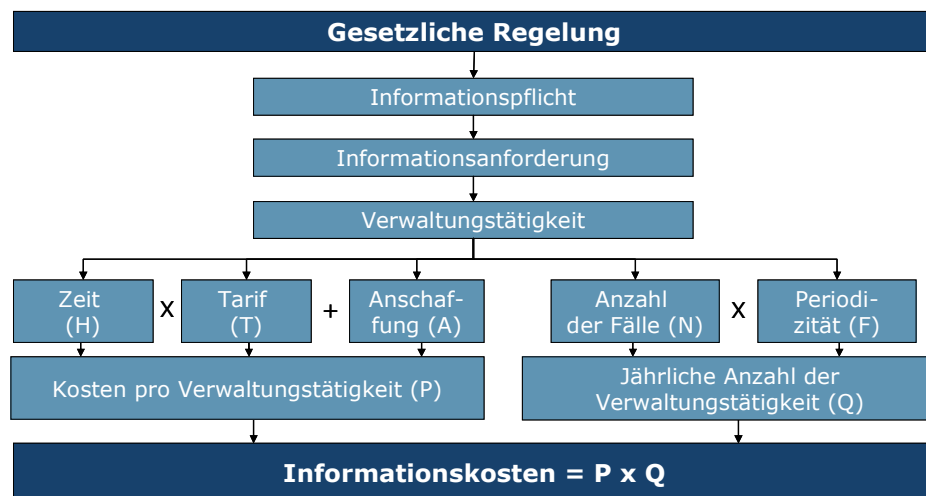 Gesetzliche Regelung
Informationspflicht
Informationsanforderung
Verwaltungstätigkeit
Zeit
(H)
X
Tarif
(T)
+
Anschaf-
fung (A)
Anzahl
der Fälle (N)
X
Periodi-
zität (F)
Kosten pro Verwaltungstätigkeit (P)
Jährliche Anzahl der
Verwaltungstätigkeit (Q)
Informationskosten = P x Q